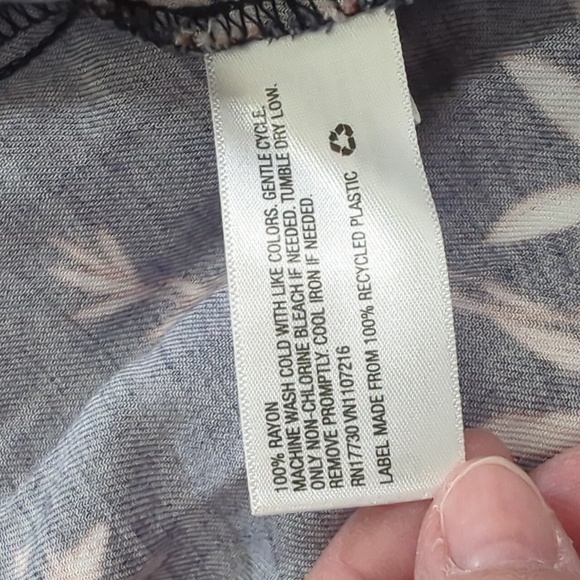 100% RAYON
MACHINE WASH COLD WITH LIKE COLORS. GENTLE CYCLE.
ONLY NON-CHLORINE BLEACH IF NEEDED. TUMBLE DRY LOW.
REMOVE PROMPTLY. COOL IRON IF NEEDED.
RN17730 VN1107216
LABEL MADE FROM 100% RECYCLED PLASTIC